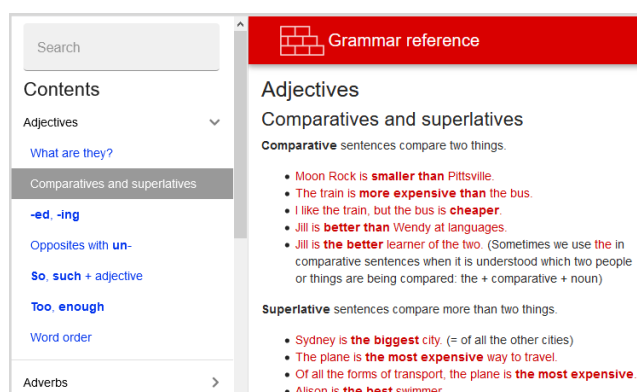 Search
Contents
Adjectives
What are they?
Comparatives and superlatives
-ed, -ing
Opposites with un-
So, such + adjective
Too, enough
Word order
Adverbs
Grammar reference
Adjectives
Comparatives and superlatives
Comparative sentences compare two things.
Moon Rock is smaller than Pittsville.
The train is more expensive than the bus.
I like the train, but the bus is cheaper.
Jill is better than Wendy at languages.
Jill is the better learner of the two. (Sometimes we use the in
comparative sentences when it is understood which two people
or things are being compared: the + comparative + noun)
Superlative sentences compare more than two things.
Sydney is the biggest city. (= of all the other cities)
The plane is the most expensive way to travel.
Of all the forms of transport, the plane is the most expensive.
Alison is the best swimmer.